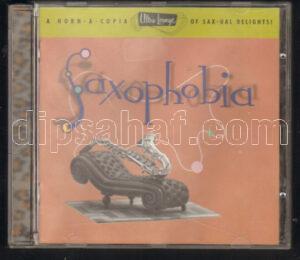 A HORN-A-COPIA Ultra-Lounge OF SAX-UAL DELIGHTS!
Saxophobia
dipsahaf.com